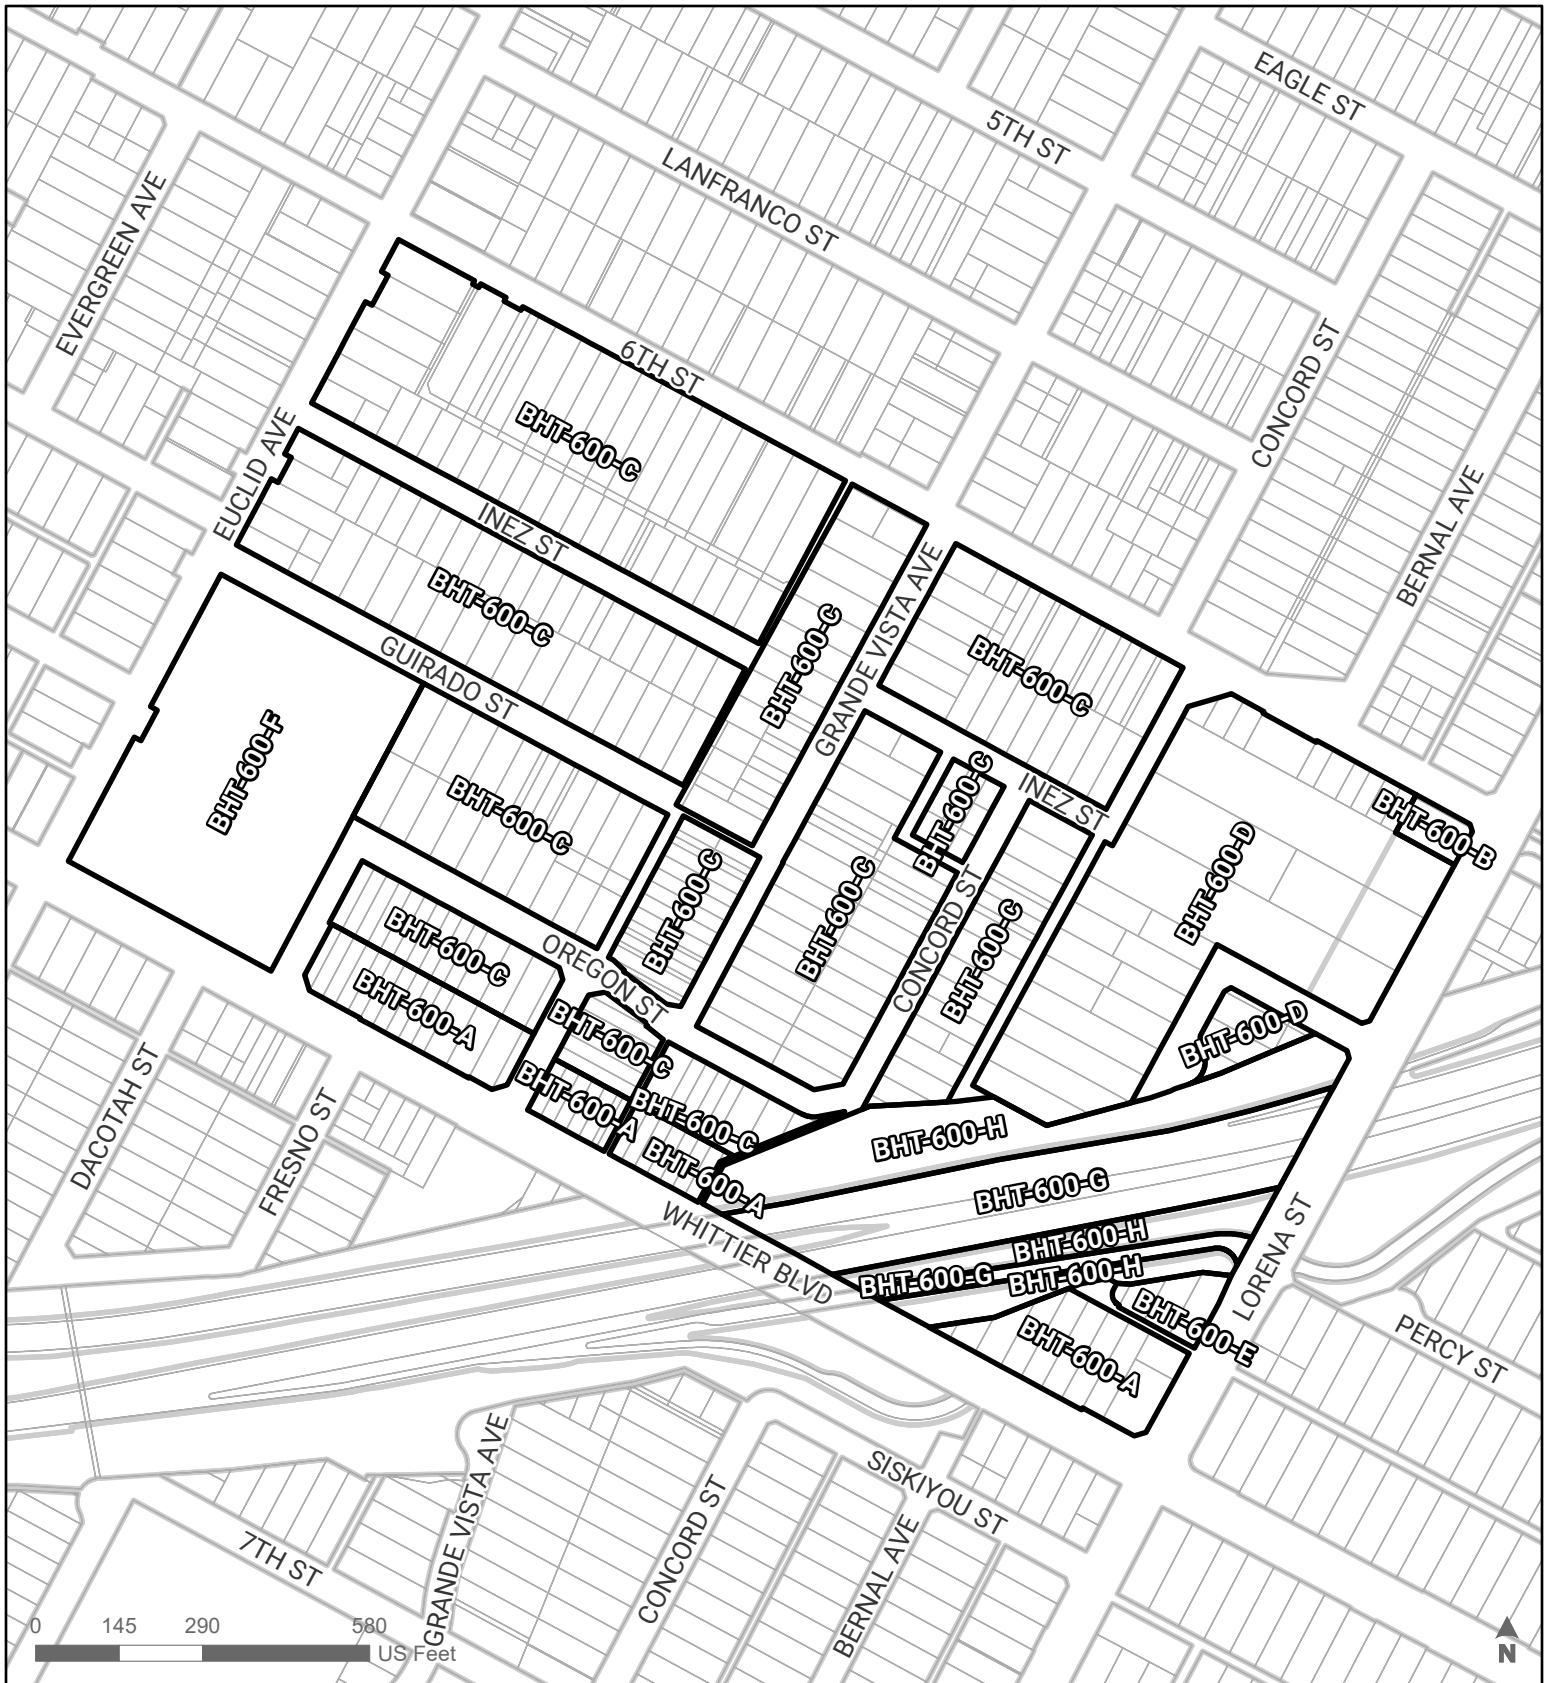 EAGLE ST
5TH ST
LANFRANCO ST
EVERGREEN AVE
6TH ST
CONCORD ST
BHT-600-C
EUCLID AVE
BERNAL AVE
INEZ ST
BHT-600-C
BHT-600-C
GRANDE VISTA AVE
BHT-600-C
GUIRADO ST
BHT-600-F
BHT-600-C
BHT-600-C
INEZ ST
BHT-600-B
BHT-600-D
BHT-600-C
BHT-600-C
CONCORD ST
BHT-600-C
BHT-600-C
OREGON ST
BHT-600-A
BHT-600-C
BHT-600-D
BHT-600-A
BHT-600-C
BHT-600-H
DACOTAH ST
FRESNO ST
BHT-600-A
BHT-600-G
WHITTIER BLVD
BHT-600-H
BHT-600-G
BHT-600-H
LORENA ST
BHT-600-E
BHT-600-A
PERCY ST
SISKIYOU ST
GRANDE VISTA AVE
CONCORD ST
BERNAL AVE
7TH ST
0 145 290 580
US Feet
N